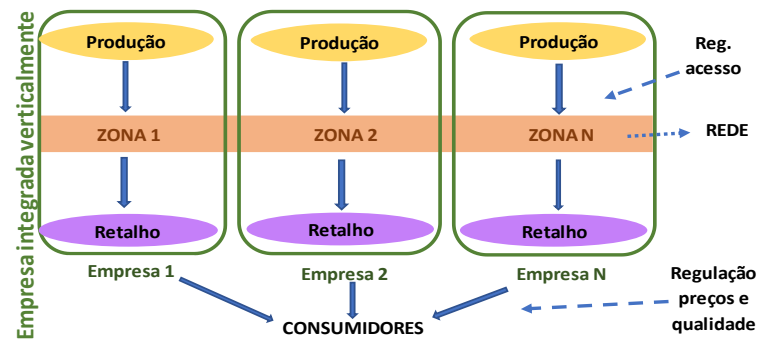 Empresa integrada verticalmente
Produção
Produção
Produção
Reg.
acesso
ZONA 1
ZONA 2
ZONA N
REDE
Retalho
Retalho
Retalho
Empresa 1
Empresa 2
Empresa N
Regulação
preços e
qualidade
CONSUMIDORES